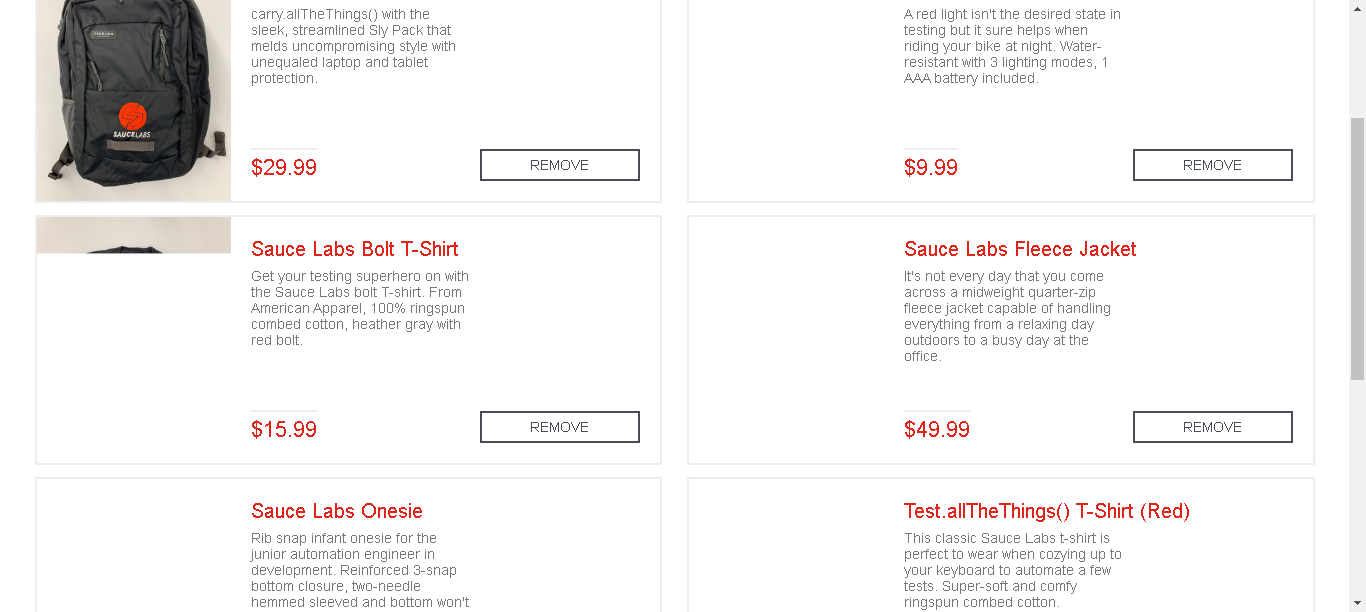 carry.allTheThings() with the
sleek, streamlined Sly Pack that
melds uncompromising style with
unequaled laptop and tablet
protection.
SAUCELABS
$29.99
REMOVE
A red light isn't the desired state in
testing but it sure helps when
riding your bike at night. Water-
resistant with 3 lighting modes, 1
AAA battery included.
$9.99
REMOVE
Sauce Labs Bolt T-Shirt
Get your testing superhero on with
the Sauce Labs bolt T-shirt. From
American Apparel, 100% ringspun
combed cotton, heather gray with
red bolt.
$15.99
REMOVE
Sauce Labs Fleece Jacket
It's not every day that you come
across a midweight quarter-zip
fleece jacket capable of handling
everything from a relaxing day
outdoors to a busy day at the
office.
$49.99
REMOVE
Sauce Labs Onesie
Rib snap infant onesie for the
junior automation engineer in
development. Reinforced 3-snap
bottom closure, two-needle
hemmed sleeved and bottom won't
Test.allTheThings() T-Shirt (Red)
This classic Sauce Labs t-shirt is
perfect to wear when cozying up to
your keyboard to automate a few
tests. Super-soft and comfy
ringspun combed cotton.